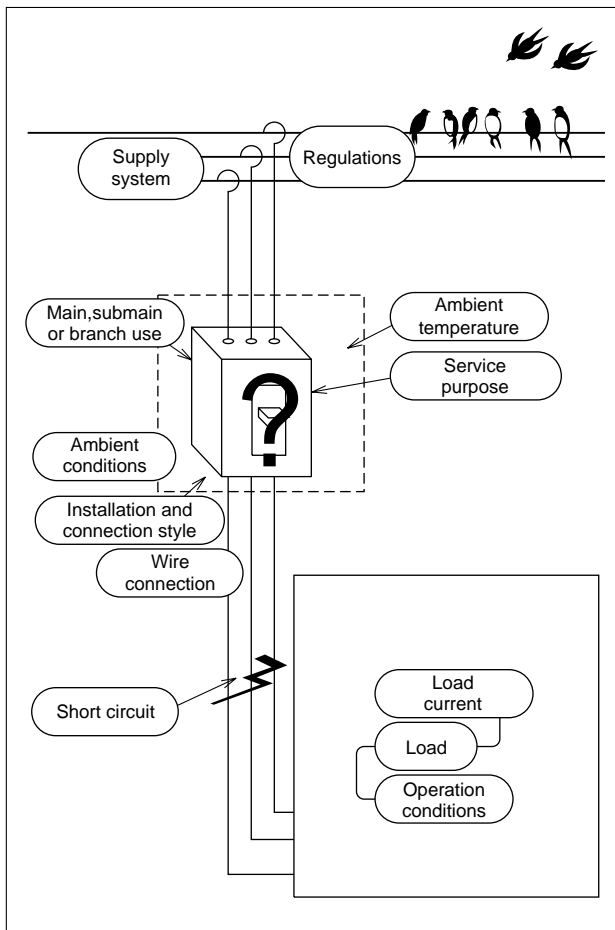 Supply
system
Regulations
Main,submain
or branch use
Ambient
temperature
Service
purpose
?
Ambient
conditions
Installation and
connection style
Wire
connection
Short circuit
Load
current
Load
Operation
conditions